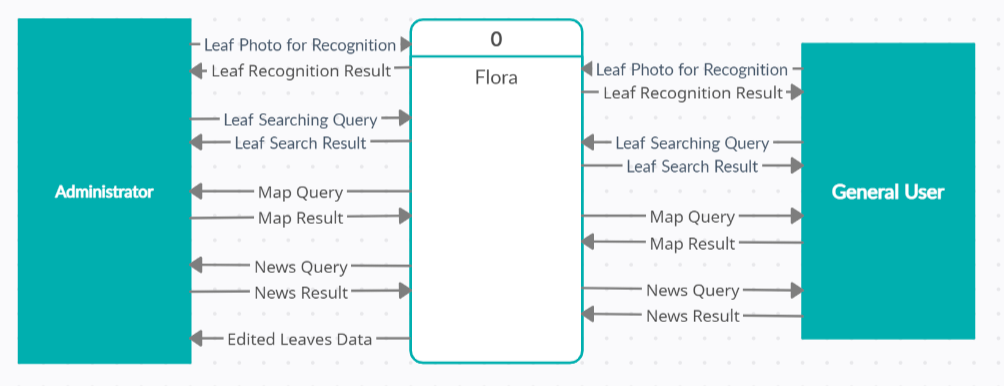 Administrator
Leaf Photo for Recognition
Leaf Recognition Result
Leaf Searching Query
Leaf Search Result
Map Query
Map Result
News Query
News Result
Edited Leaves Data
0
Flora
Leaf Photo for Recognition
Leaf Recognition Result
Leaf Searching Query
Leaf Search Result
Map Query
Map Result
News Query
News Result
General User